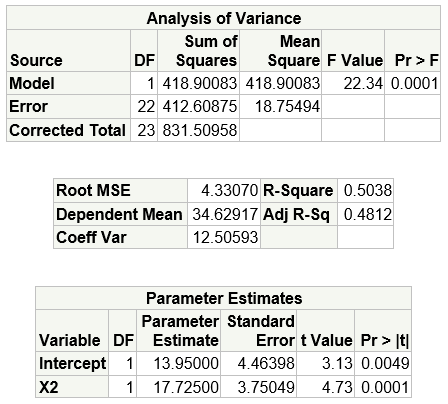 Analysis of Variance
Sum of Mean
Source DF Squares Square F Value Pr > F
Model 1 418.90083 418.90083 22.34 0.0001
Error 22 412.60875 18.75494
Corrected Total 23 831.50958
Root MSE 4.33070 R-Square 0.5038
Dependent Mean 34.62917 Adj R-Sq 0.4812
Coeff Var 12.50593
Parameter Estimates
Parameter Standard
Variable DF Estimate Error t Value Pr > |t|
Intercept 1 13.95000 4.46398 3.13 0.0049
X2 1 17.72500 3.75049 4.73 0.0001